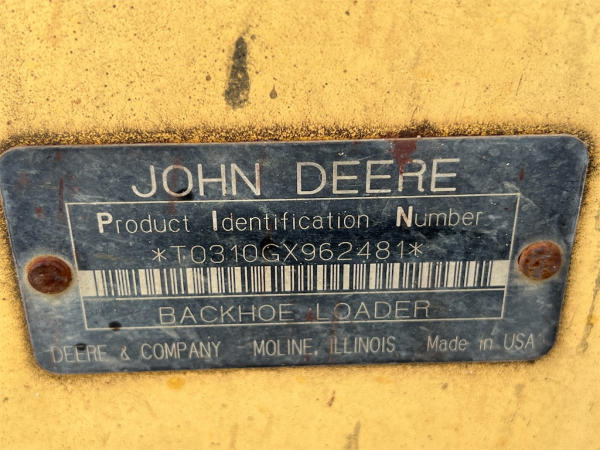 JOHN DEERE
Product Identification Number
*T0310GX962481*
BACKHOE LOADER
DEERE & COMPANY MOLINE, ILLINOIS Made in USA